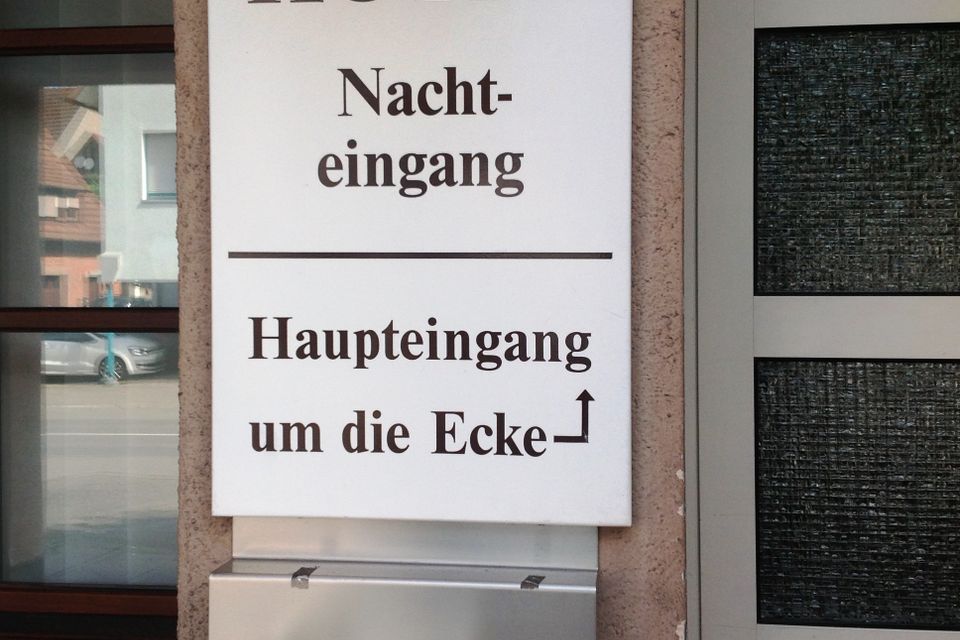 Nacht-
eingang
Haupteingang
um die Ecke